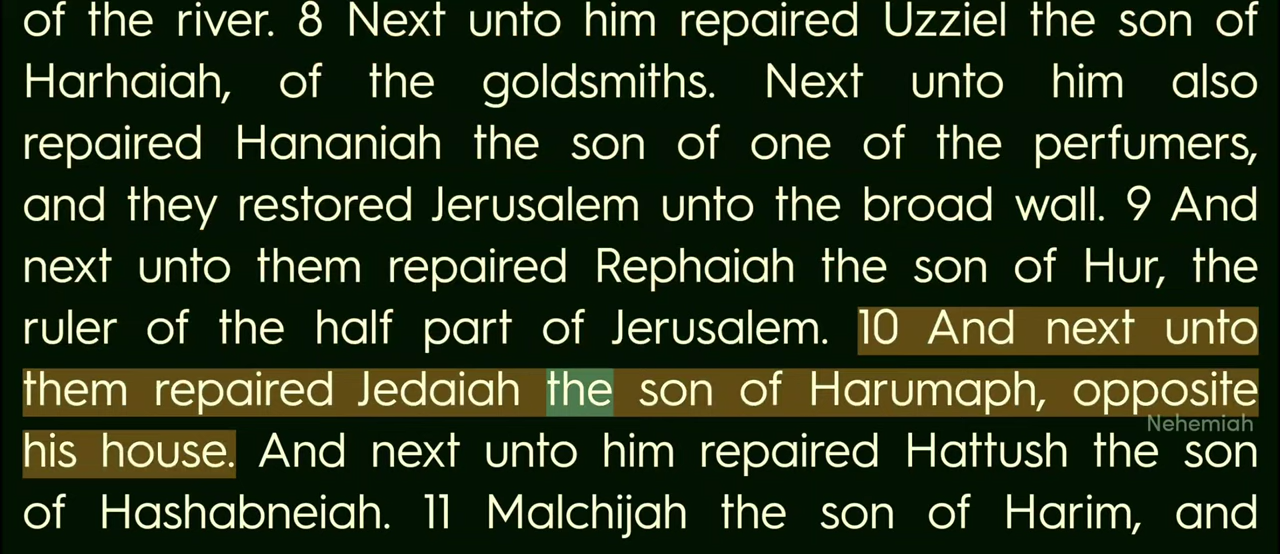 of the river. 8 Next unto him repaired Uzziel the son of
Harhaiah, of the goldsmiths. Next unto him also
repaired Hananiah the son of one of the perfumers,
and they restored Jerusalem unto the broad wall. 9 And
next unto them repaired Rephaiah the son of Hur, the
ruler of the half part of Jerusalem. 10 And next unto
them repaired Jedaiah the son of Harumaph, opposite
Nehemiah
his house. And next unto him repaired Hattush the son
of Hashabneiah. 11 Malchijah the son of Harim, and